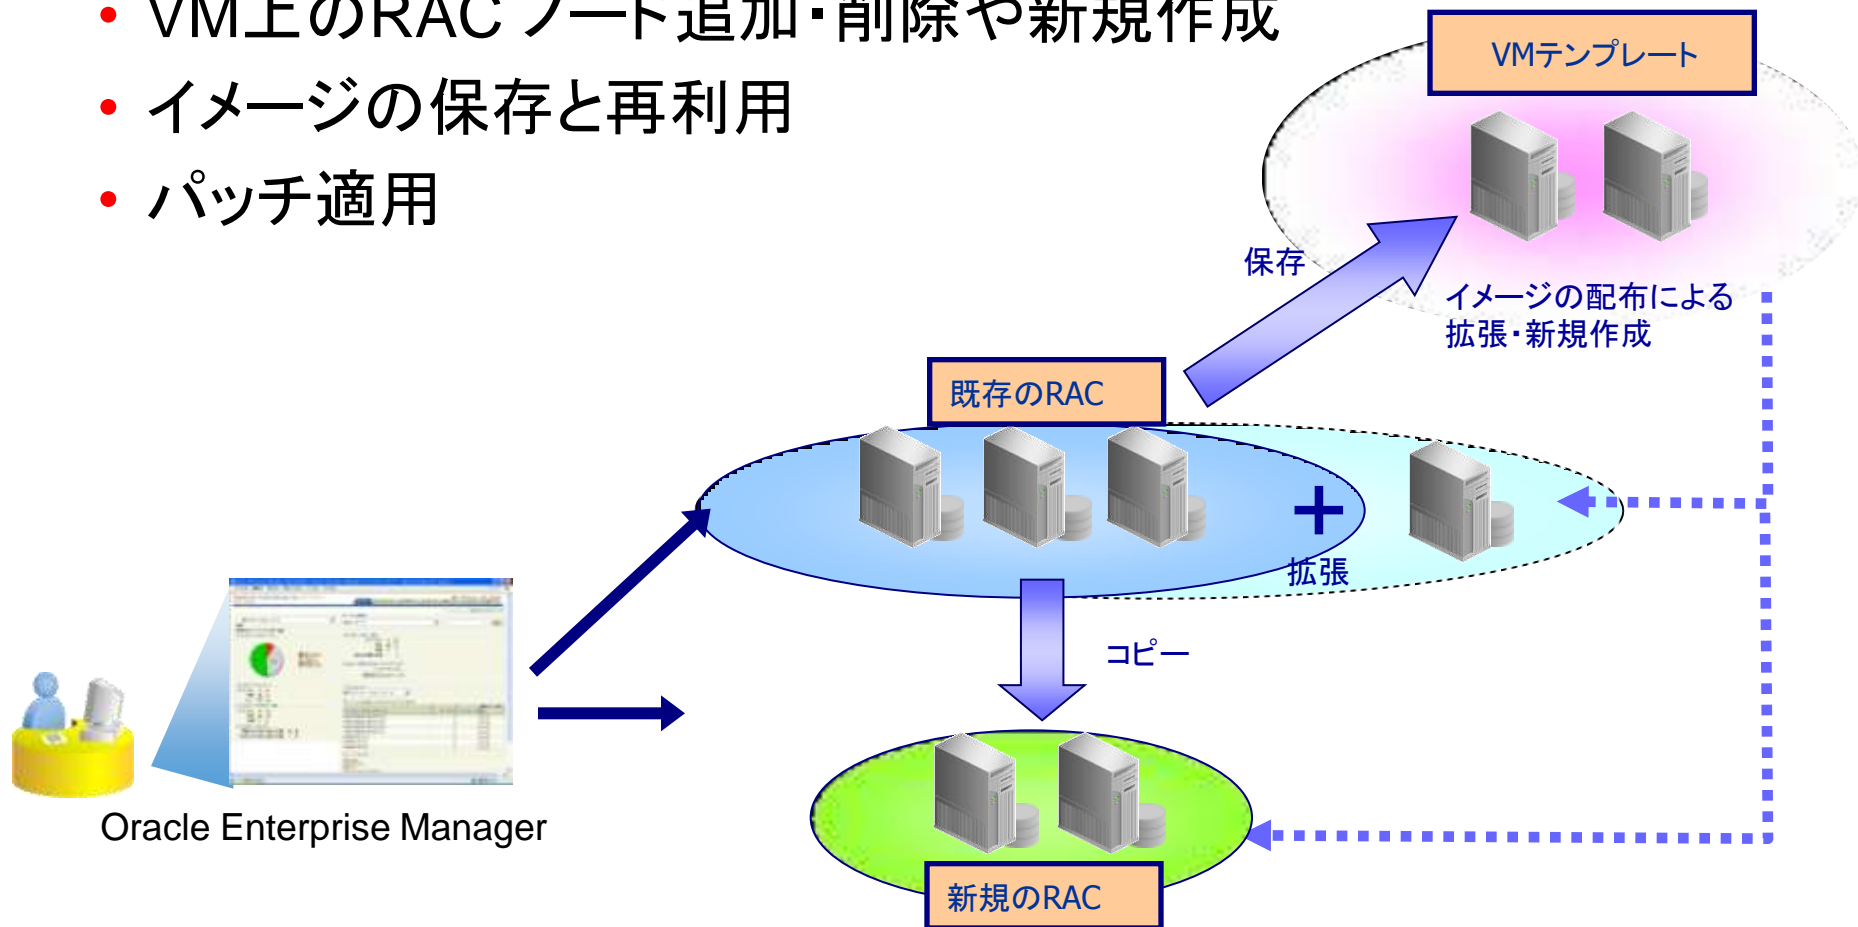 • VM上のRAC ノード追加・削除や新規作成
• イメージの保存と再利用
• パッチ適用
VMテンプレート
保存
イメージの配布による
拡張・新規作成
既存のRAC
+
拡張
コピー
Oracle Enterprise Manager
新規のRAC